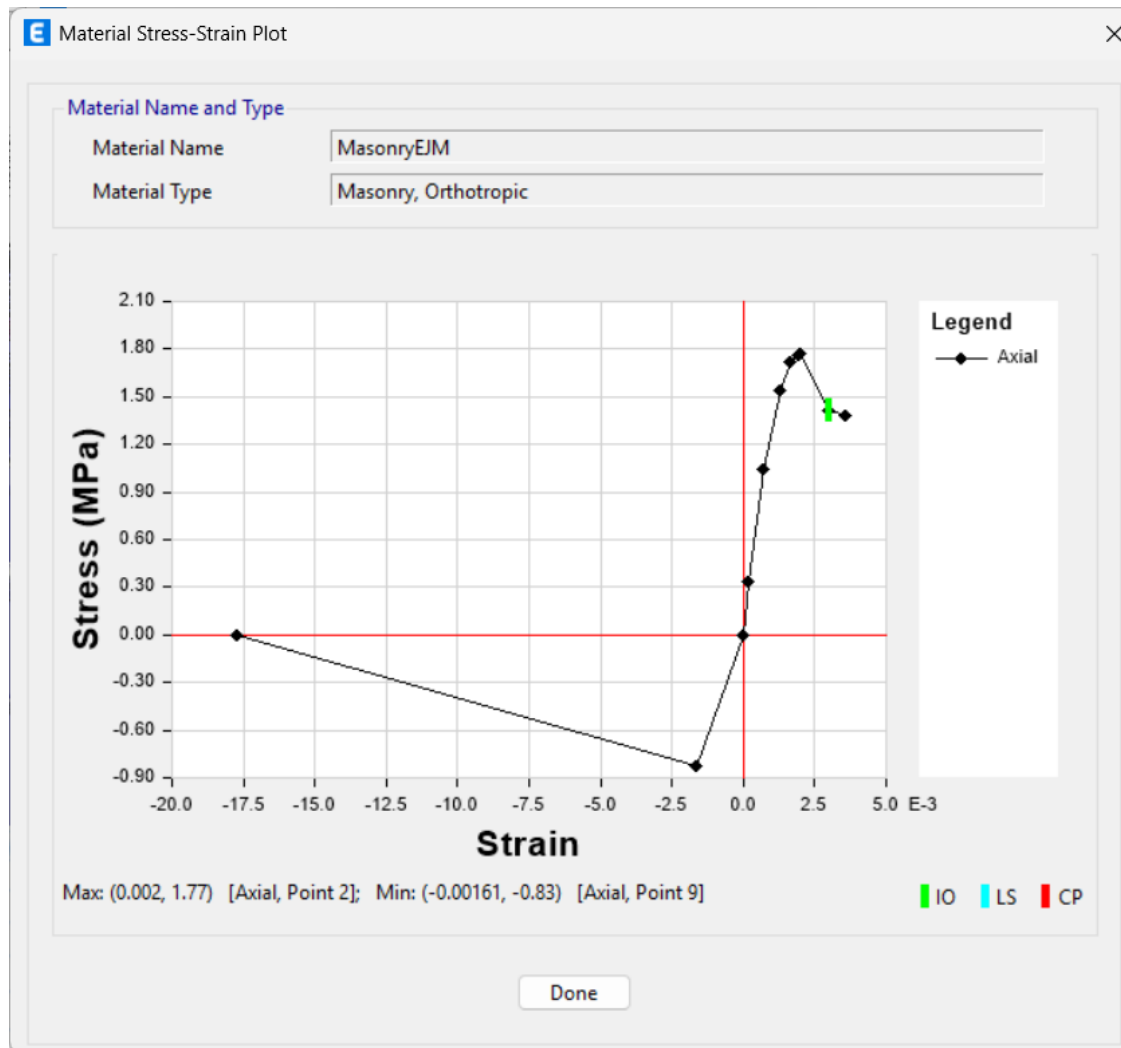 E Material Stress-Strain Plot
Material Name and Type
Material Name MasonryEJM
Material Type Masonry, Orthotropic
2.10
1.80
1.50
1.20
0.90
0.60
0.30
0.00
-0.30
-0.60
-0.90
Stress (MPa)
-20.0 -17.5 -15.0 -12.5 -10.0 -7.5 -5.0 -2.5 0.0 2.5 5.0 E-3
Strain
Legend
Axial
Max: (0.002, 1.77) [Axial, Point 2]; Min: (-0.00161, -0.83) [Axial, Point 9]
IO LS CP
Done